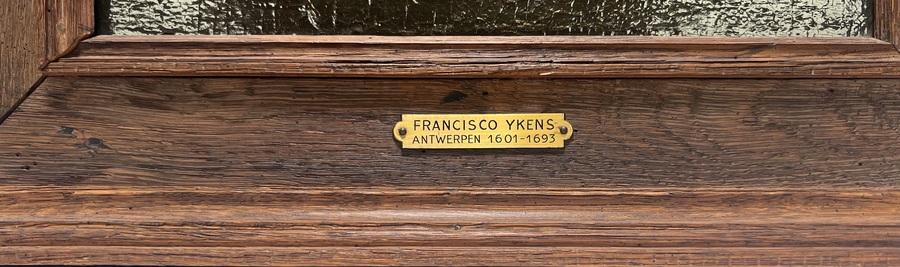 FRANCISCO YKENS
ANTWERPEN 1601-1693